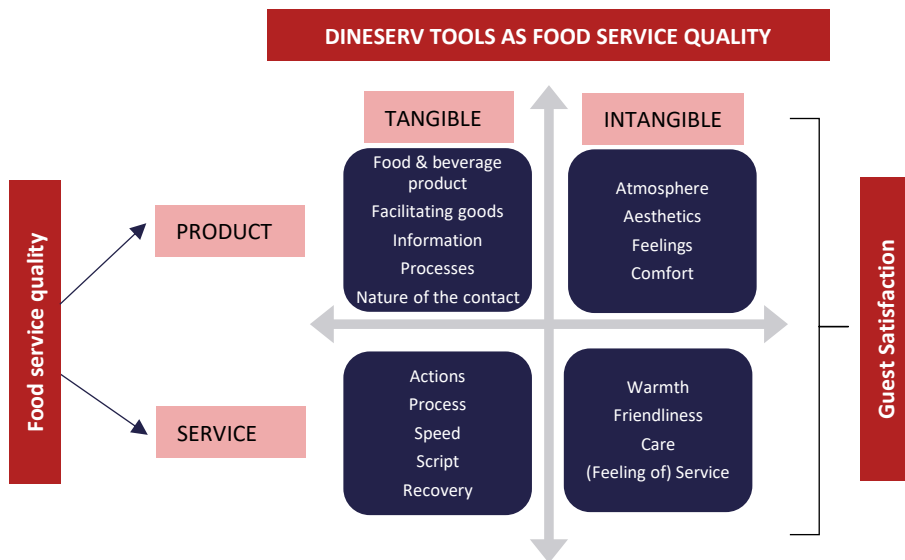 DINESERV TOOLS AS FOOD SERVICE QUALITY
TANGIBLE
INTANGIBLE
Food service quality
PRODUCT
Food & beverage
product
Facilitating goods
Information
Processes
Nature of the contact
Atmosphere
Aesthetics
Feelings
Comfort
SERVICE
Actions
Process
Speed
Script
Recovery
Warmth
Friendliness
Care
(Feeling of) Service
Guest Satisfaction